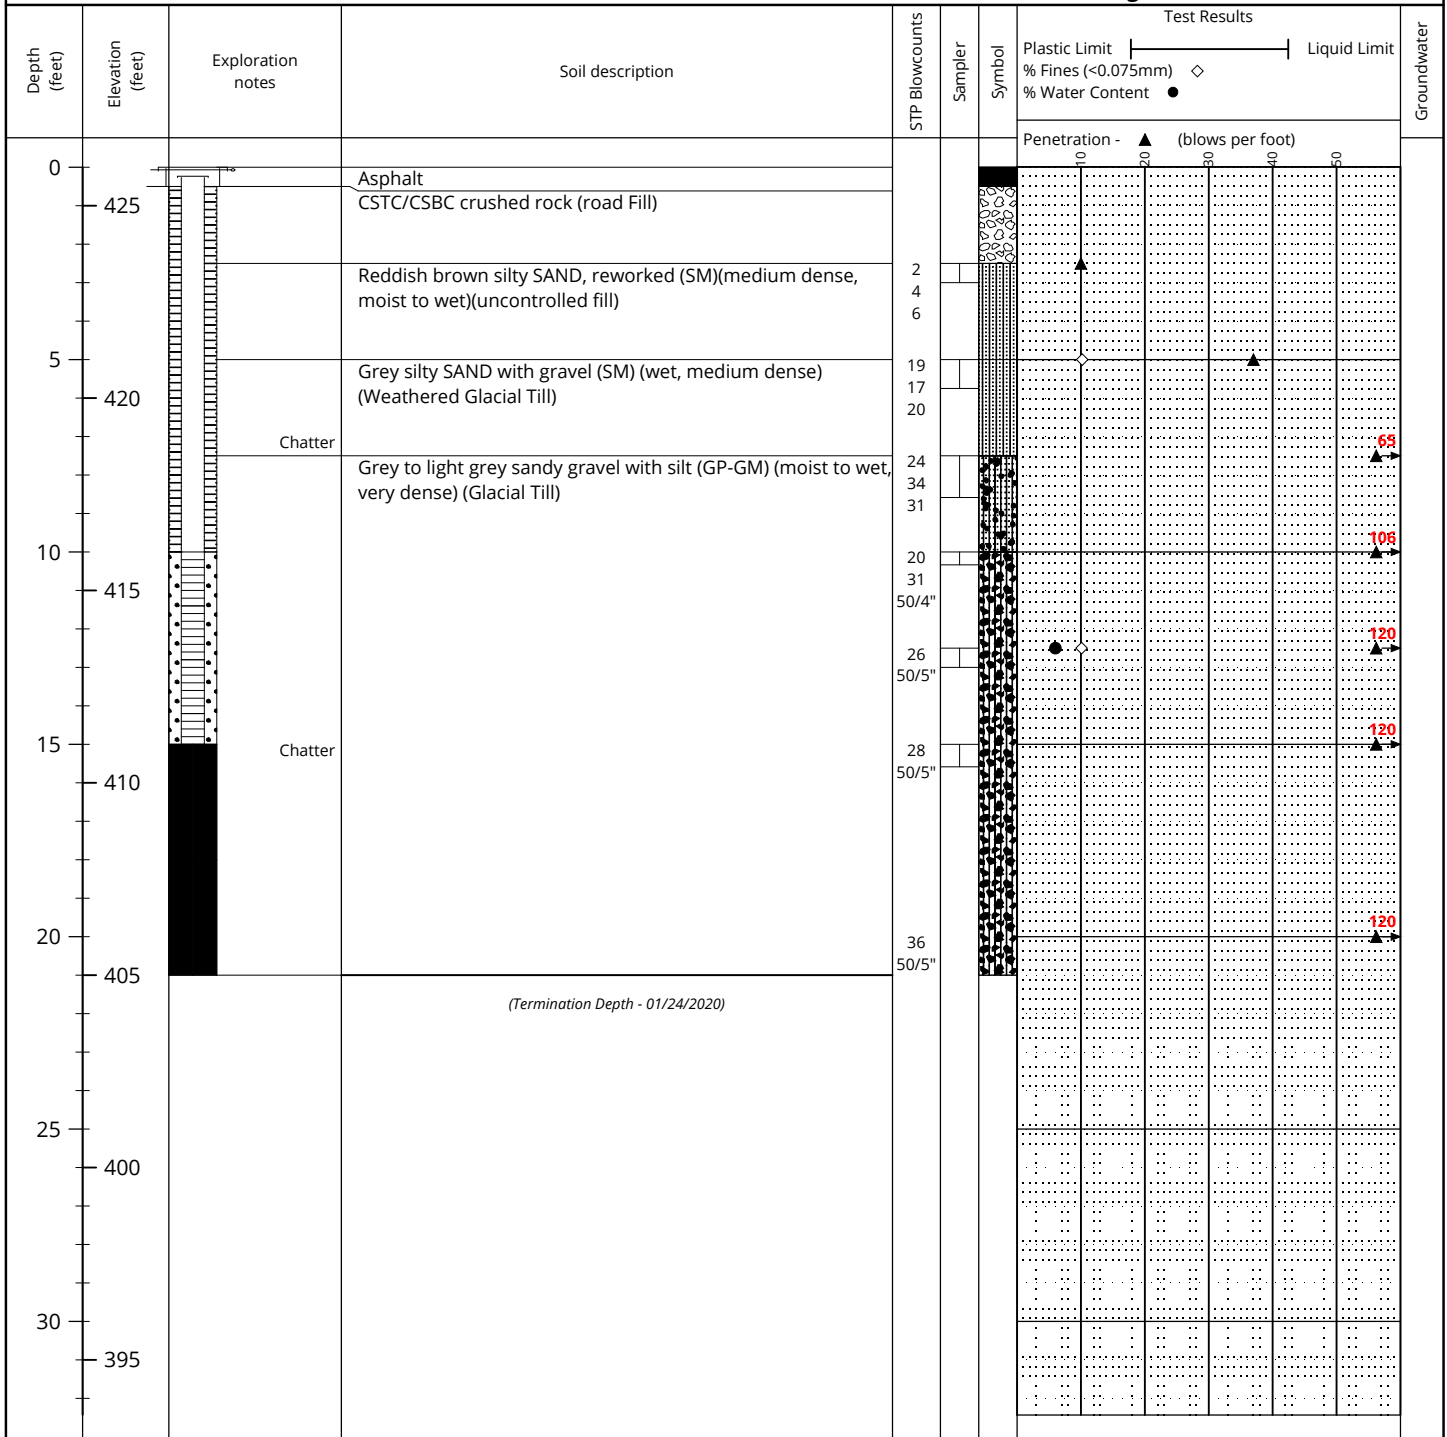 Depth
(feet)
Elevation
(feet)
Exploration
notes
Soil description
STP Blowcounts
Sampler
Symbol
Test Results
Plastic Limit
Liquid Limit
% Fines (<0.075mm)
% Water Content
Penetration -
(blows per foot)
Groundwater
10
20
30
40
50
0
5
10
15
20
25
30
425
420
415
410
405
400
395
Asphalt
CSTC/CSBC crushed rock (road Fill)
Reddish brown silty SAND, reworked (SM)(medium dense,
moist to wet)(uncontrolled fill)
Grey silty SAND with gravel (SM) (wet, medium dense)
(Weathered Glacial Till)
Chatter
Grey to light grey sandy gravel with silt (GP-GM) (moist to wet,
very dense) (Glacial Till)
Chatter
(Termination Depth - 01/24/2020)
2
4
6
19
17
20
24
34
31
20
31
50/4"
26
50/5"
28
50/5"
36
50/5"
65
106
120
120
120